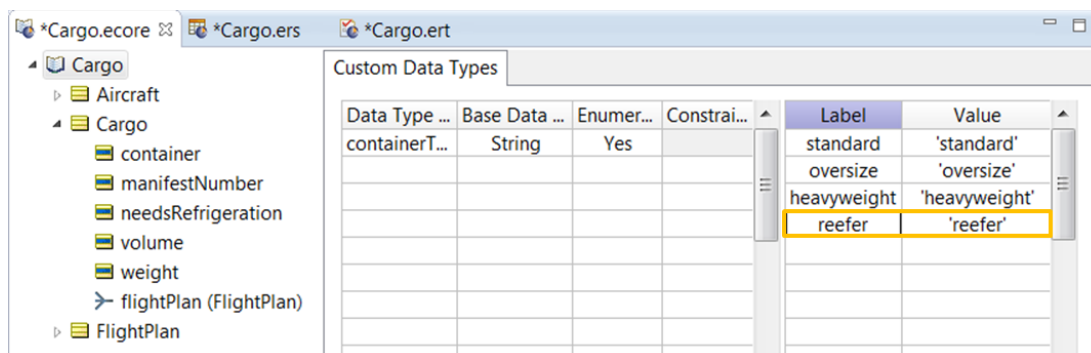 *Cargo.ecore *Cargo.ers *Cargo.ert
Cargo
Aircraft
Cargo
container
manifestNumber
needsRefrigeration
volume
weight
flightPlan (FlightPlan)
FlightPlan
Custom Data Types
Data Type ... Base Data ... Enumer... Constrai...
containerT... String Yes
Label Value
standard 'standard'
oversize 'oversize'
heavyweight 'heavyweight'
reefer 'reefer'